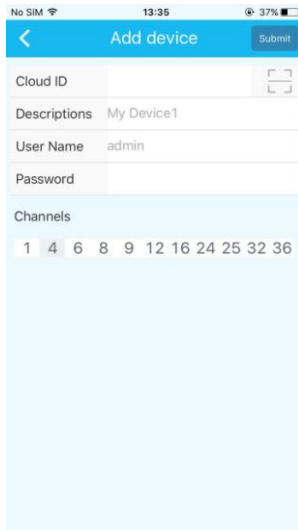 No SIM 13:35 37%
Add device Submit
Cloud ID
Descriptions My Device1
User Name admin
Password
Channels
1 4 6 8 9 12 16 24 25 32 36